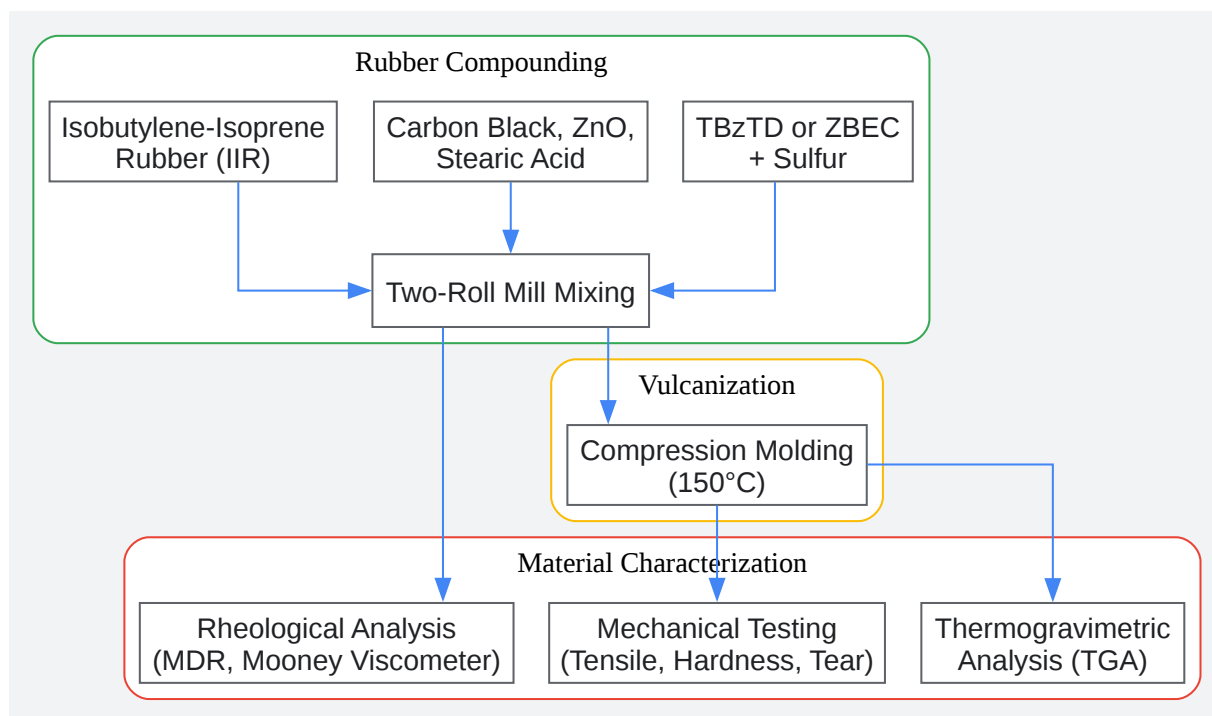 Rubber Compounding
Isobutylene-Isoprene
Rubber (IIR)
Carbon Black, ZnO,
Stearic Acid
TBzTD or ZBEC
+ Sulfur
Two-Roll Mill Mixing
Vulcanization
Compression Molding
(150°C)
Material Characterization
Rheological Analysis
(MDR, Mooney Viscometer)
Mechanical Testing
(Tensile, Hardness, Tear)
Thermogravimetric
Analysis (TGA)